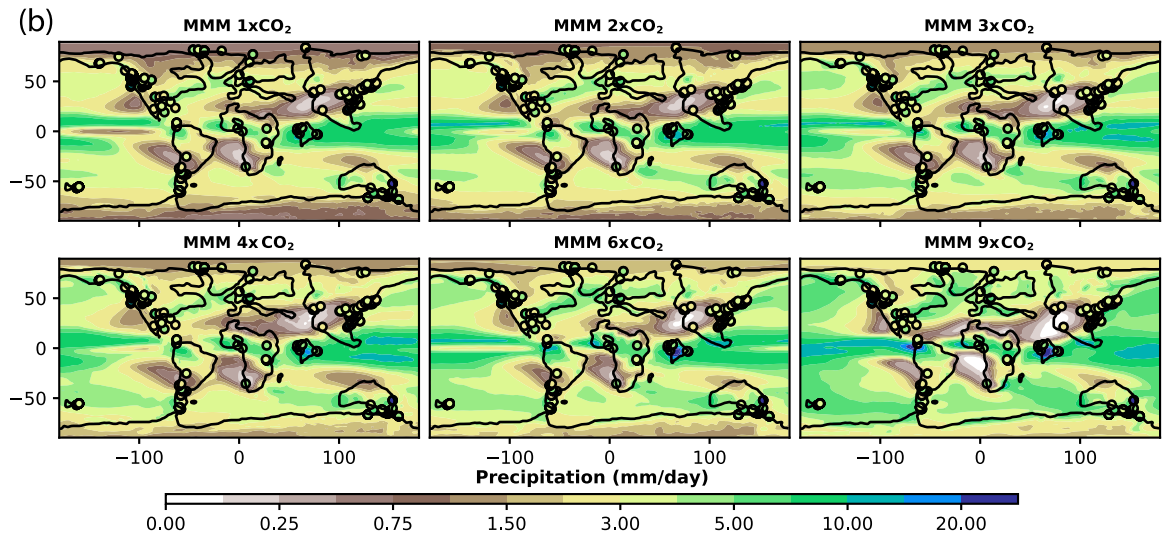 (b)
MMM 1xCO₂ MMM 2xCO₂ MMM 3xCO₂
50
0
−50
MMM 4xCO₂ MMM 6xCO₂ MMM 9xCO₂
50
0
−50
−100 0 100 −100 0 100 −100 0 100
Precipitation (mm/day)
0.00 0.25 0.75 1.50 3.00 5.00 10.00 20.00